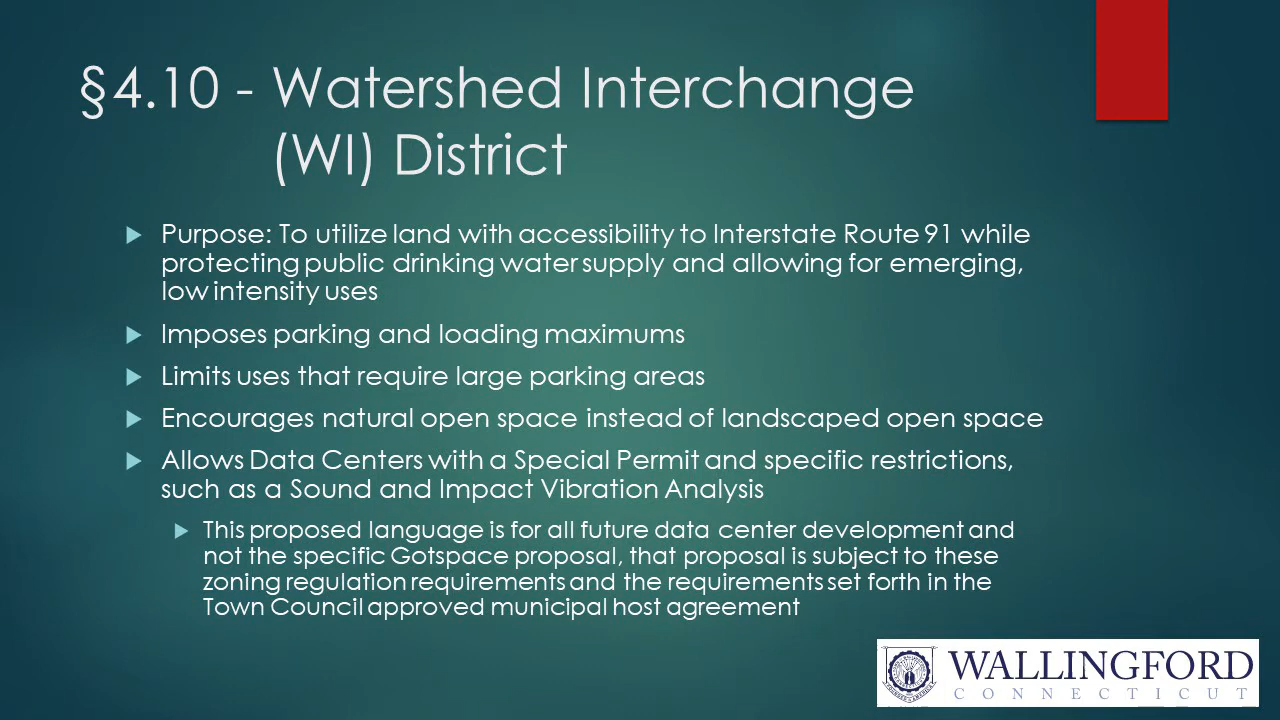 §4.10 - Watershed Interchange
(WI) District
Purpose: To utilize land with accessibility to Interstate Route 91 while
protecting public drinking water supply and allowing for emerging,
low intensity uses
Imposes parking and loading maximums
Limits uses that require large parking areas
Encourages natural open space instead of landscaped open space
Allows Data Centers with a Special Permit and specific restrictions,
such as a Sound and Impact Vibration Analysis
This proposed language is for all future data center development and
not the specific Gotspace proposal, that proposal is subject to these
zoning regulation requirements and the requirements set forth in the
Town Council approved municipal host agreement
WALLINGFORD
CONNECTICUT